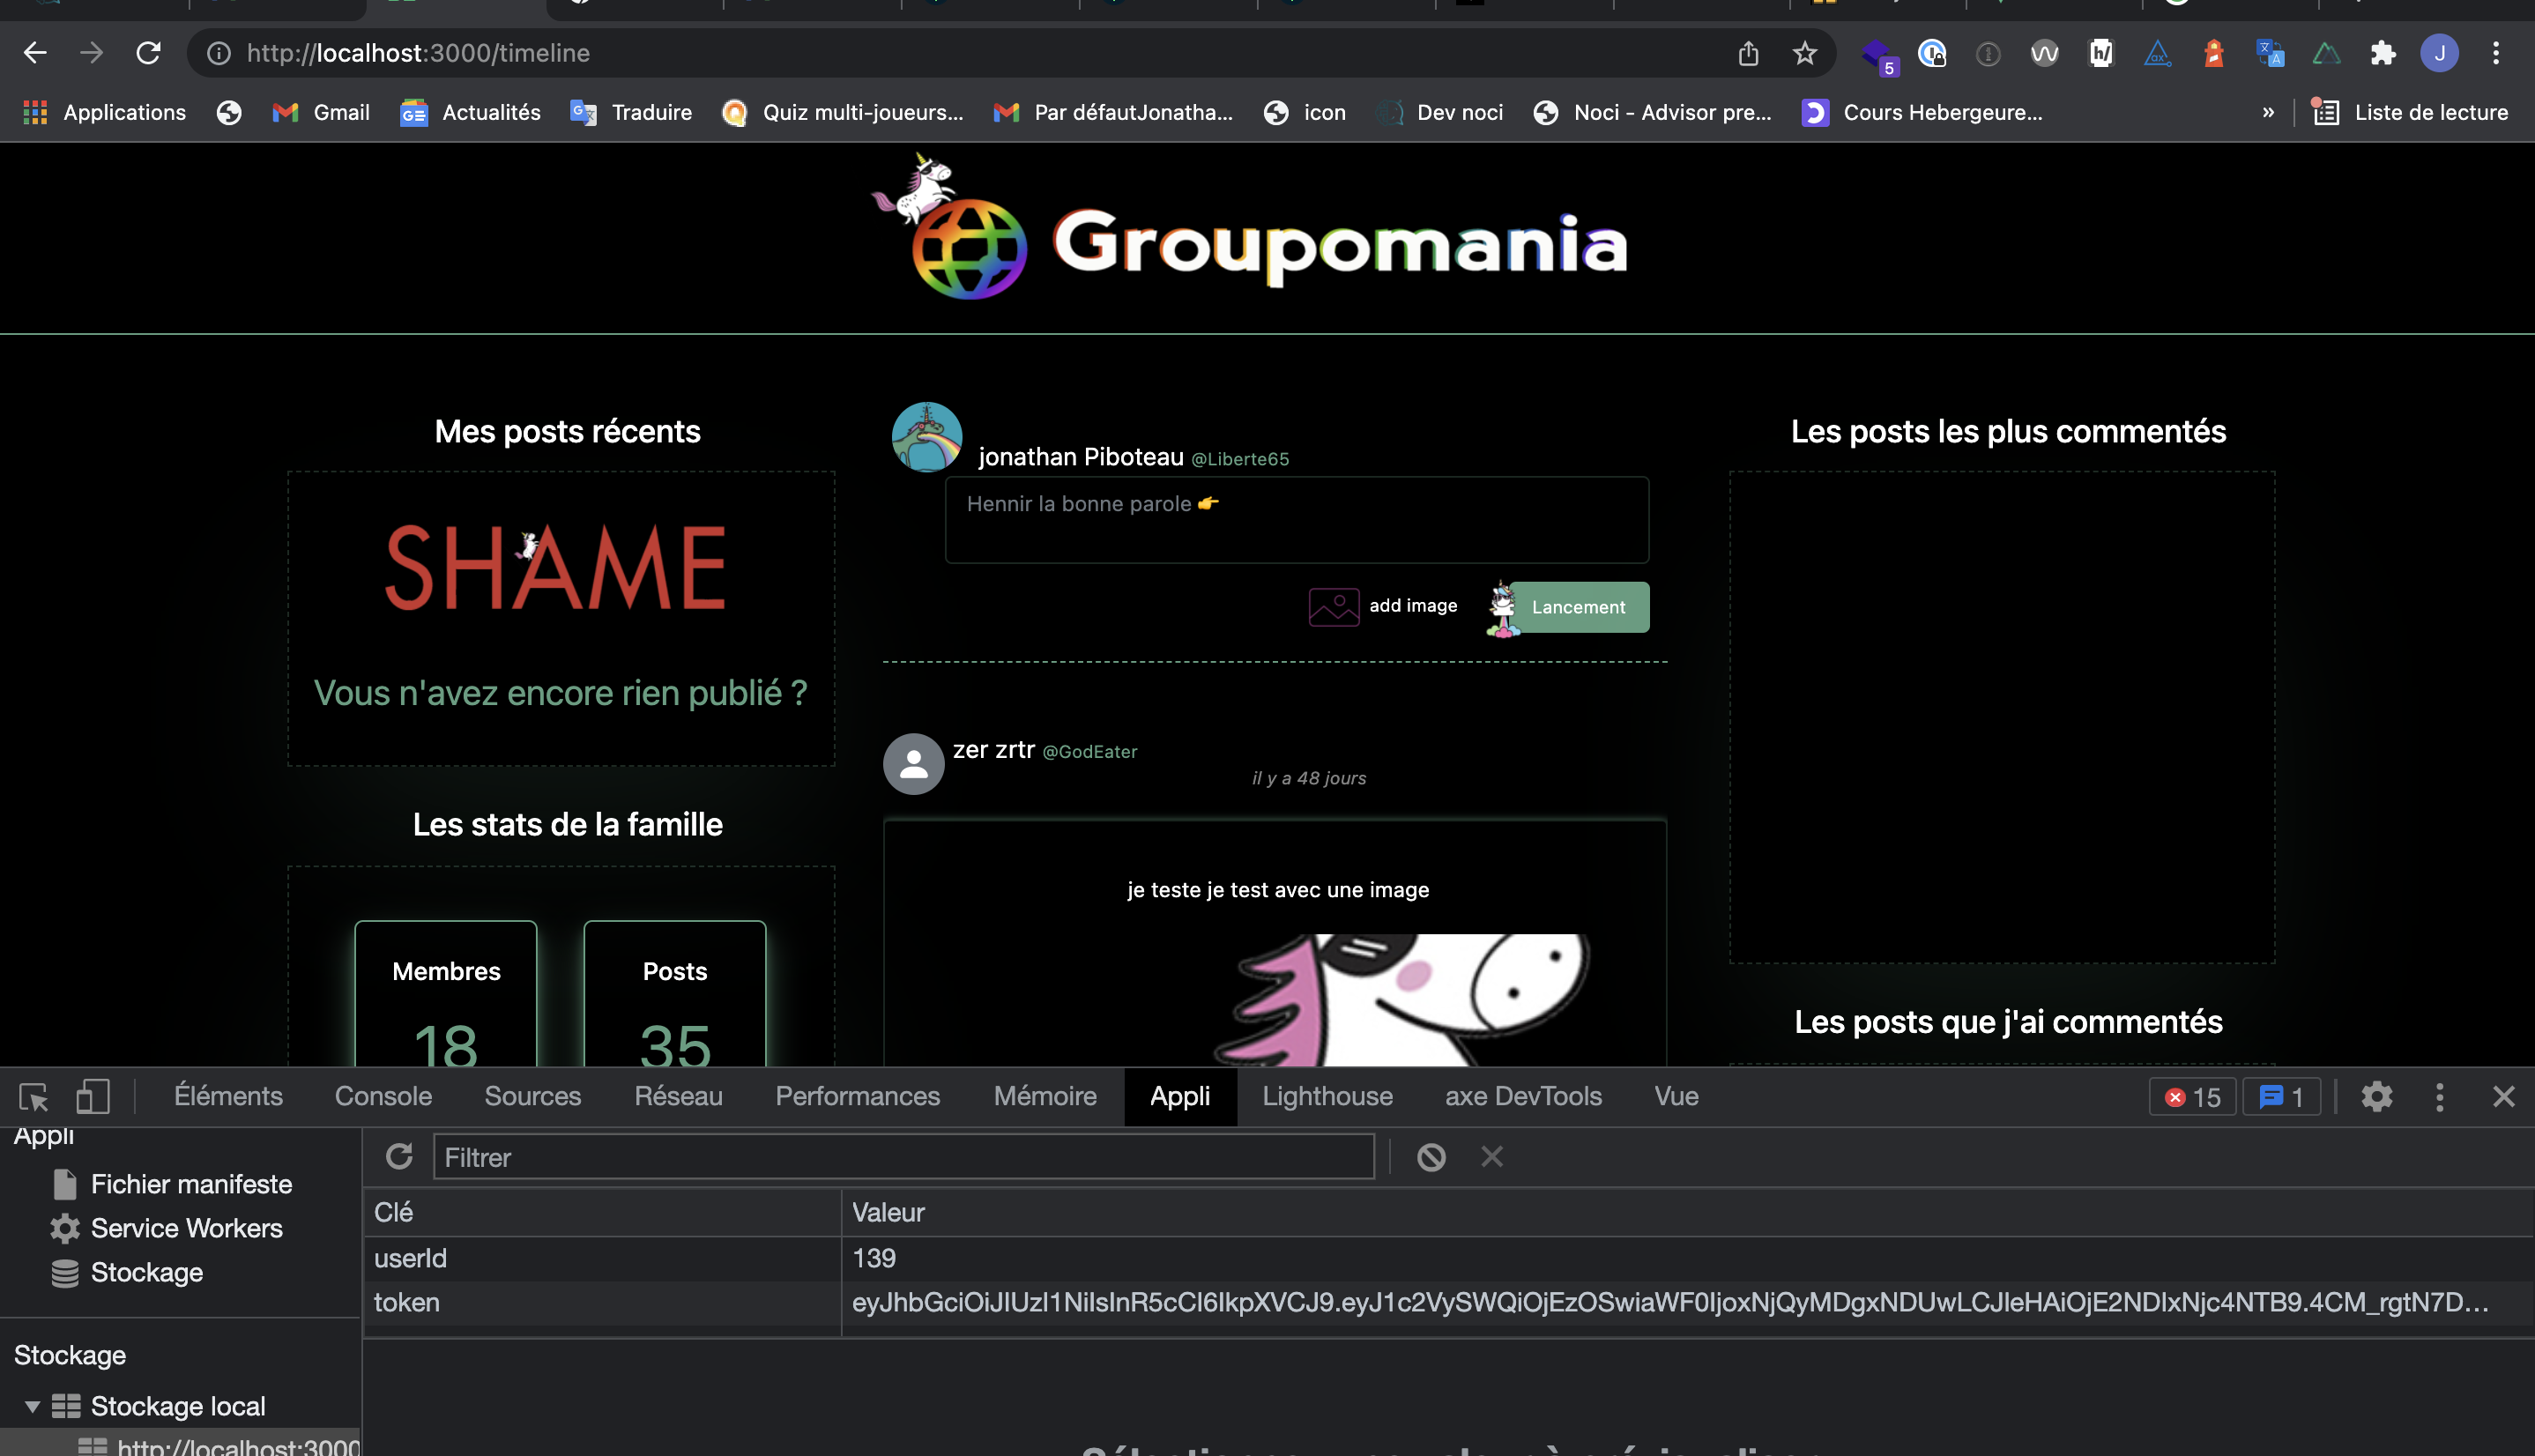 http://localhost:3000/timeline
5
J
Applications
Gmail
Actualités
Traduire
Quiz multi-joueurs...
Par défautJonatha...
icon
Dev noci
Noci - Advisor pre...
Cours Hebergeure...
»
Liste de lecture
Groupomania
Mes posts récents
SHAME
Vous n'avez encore rien publié ?
Les stats de la famille
Membres
18
Posts
35
jonathan Piboteau @Liberte65
Hennir la bonne parole 👉
add image
Lancement
zer zrtr @GodEater
il y a 48 jours
je teste je test avec une image
Les posts les plus commentés
Les posts que j'ai commentés
Éléments
Console
Sources
Réseau
Performances
Mémoire
Appli
Lighthouse
axe DevTools
Vue
15
1
Appli
Fichier manifeste
Service Workers
Stockage
Stockage
Stockage local
http://localhost:3000
Filtrer
Clé
Valeur
userId
139
token